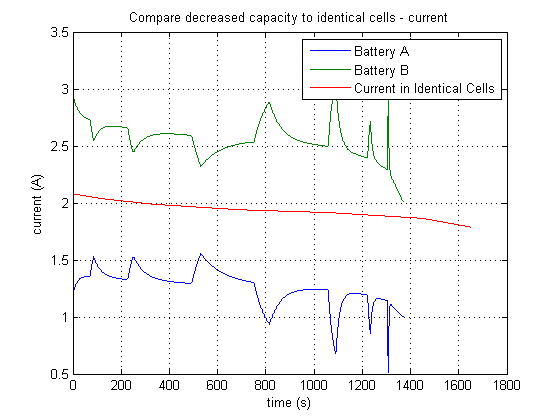 Compare decreased capacity to identical cells - current
3.5
3
2.5
2
1.5
1
0.5
current (A)
Battery A
Battery B
Current in Identical Cells
0 200 400 600 800 1000 1200 1400 1600 1800
time (s)